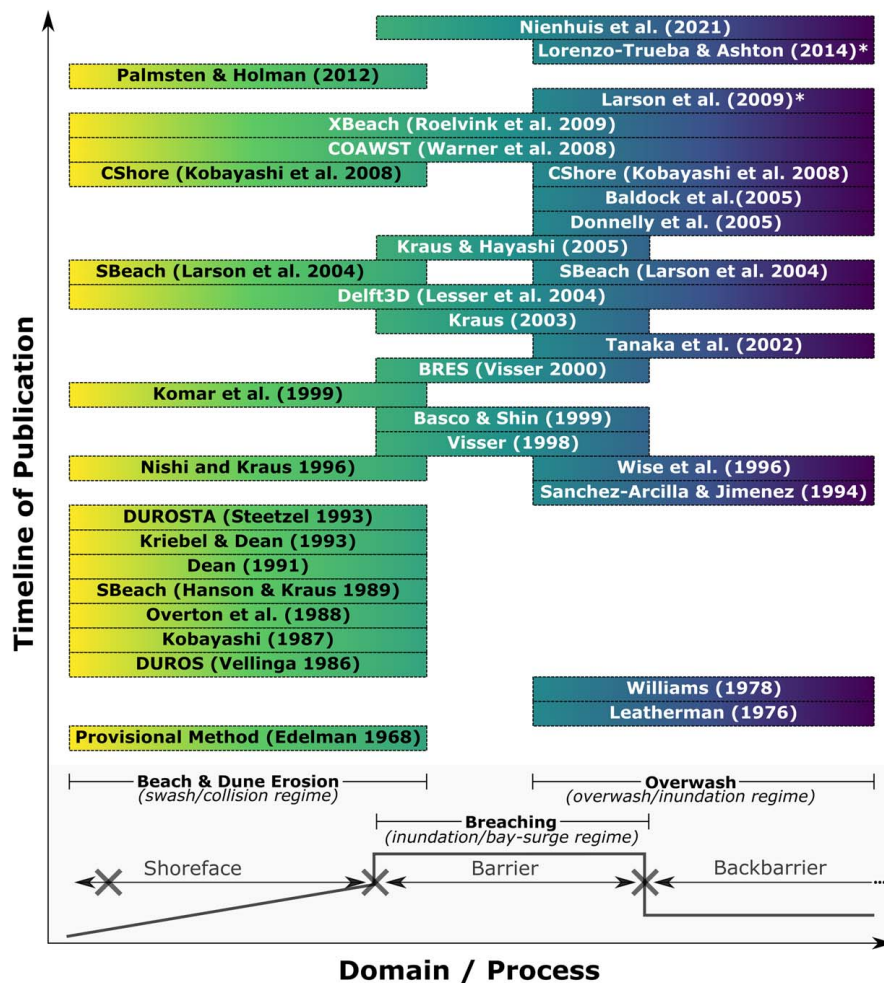 Nienhuis et al. (2021)
Lorenzo-Trueba & Ashton (2014)*
Palmsten & Holman (2012)
Larson et al. (2009)*
XBeach (Roelvink et al. 2009)
COAWST (Warner et al. 2008)
CShore (Kobayashi et al. 2008)
CShore (Kobayashi et al. 2008)
Baldock et al.(2005)
Donnelly et al. (2005)
Kraus & Hayashi (2005)
SBeach (Larson et al. 2004)
SBeach (Larson et al. 2004)
Delft3D (Lesser et al. 2004)
Kraus (2003)
Tanaka et al. (2002)
BRES (Visser 2000)
Komar et al. (1999)
Basco & Shin (1999)
Visser (1998)
Nishi and Kraus 1996)
Wise et al. (1996)
Sanchez-Arcilla & Jimenez (1994)
DUROSTA (Steetzel 1993)
Kriebel & Dean (1993)
Dean (1991)
SBeach (Hanson & Kraus 1989)
Overton et al. (1988)
Kobayashi (1987)
DUROS (Vellinga 1986)
Williams (1978)
Leatherman (1976)
Provisional Method (Edelman 1968)
Timeline of Publication
Beach & Dune Erosion
(swash/collision regime)
Overwash
(overwash/inundation regime)
Breaching
(inundation/bay-surge regime)
Shoreface
Barrier
Backbarrier
Domain / Process